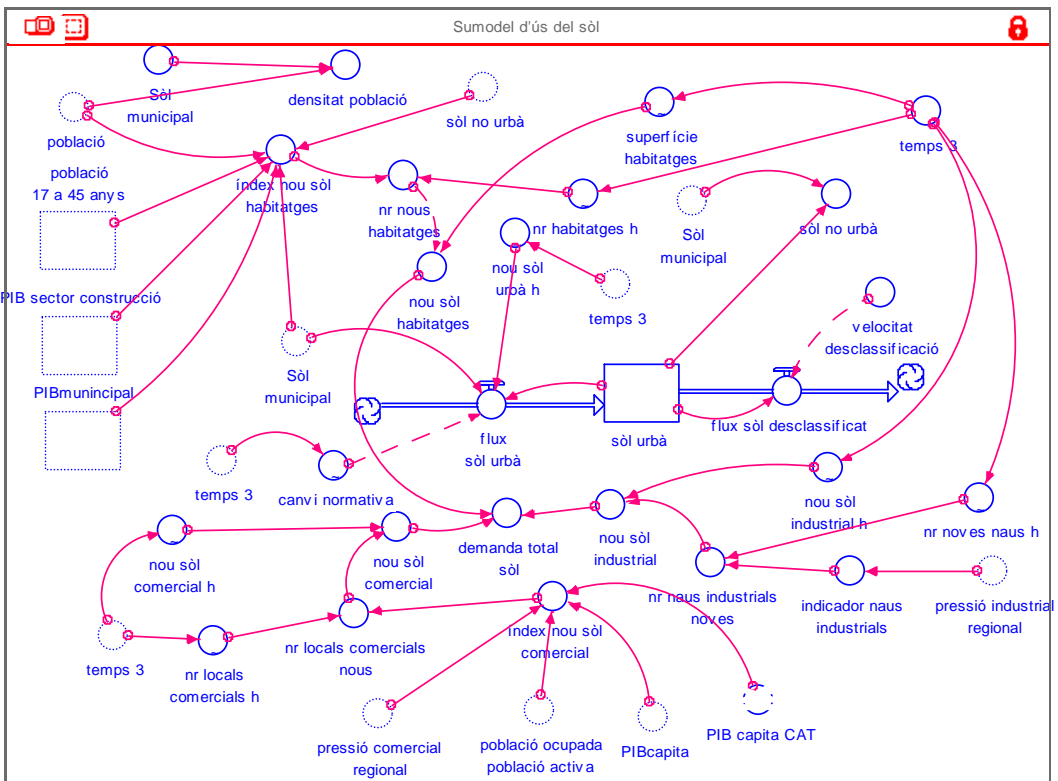 Sumodel d'ús del sòl
Sòl
municipal
densitat població
població
sòl no urbà
superfície
habitatges
temps 3
població
17 a 45 anys
índex nou sòl
habitatges
nr nous
habitatges
nr habitatges h
Sòl
municipal
sòl no urbà
nou sòl
urbà h
nou sòl
habitatges
temps 3
PIB sector construcció
velocitat
desclassificació
Sòl
municipal
PIBmunincipal
flux
sòl urbà
sòl urbà
flux sòl desclassificat
temps 3
canvi normativa
nou sòl
comercial h
nou sòl
comercial
demanda total
sòl
nou sòl
industrial
nou sòl
industrial h
nr noves naus h
nr naus industrials
noves
indicador naus
industrials
pressió industrial
regional
temps 3
nr locals
comercials h
nr locals comercials
nous
Index nou sòl
comercial
pressió comercial
regional
població ocupada
població activa
PIBcapita
PIB capita CAT